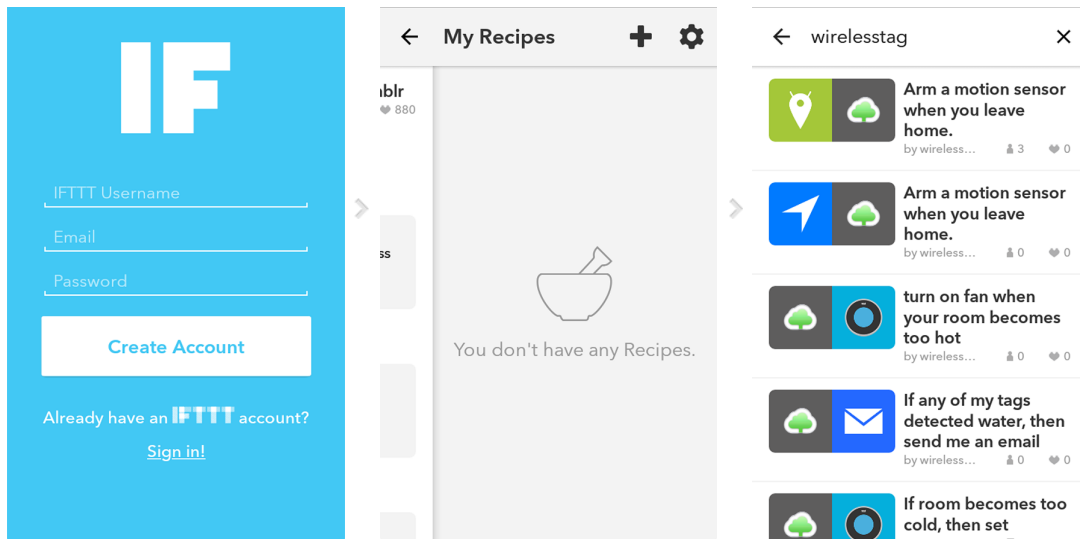 IF
IFTTT Username
Email
Password
Create Account
Already have an IFTTT account?
Sign in!
My Recipes
880
You don't have any Recipes.
wirelesstag
Arm a motion sensor
when you leave
home.
by wireless... 3 0
Arm a motion sensor
when you leave
home.
by wireless... 0 0
turn on fan when
your room becomes
too hot
by wireless... 0 0
If any of my tags
detected water, then
send me an email
by wireless... 0 0
If room becomes too
cold, then set